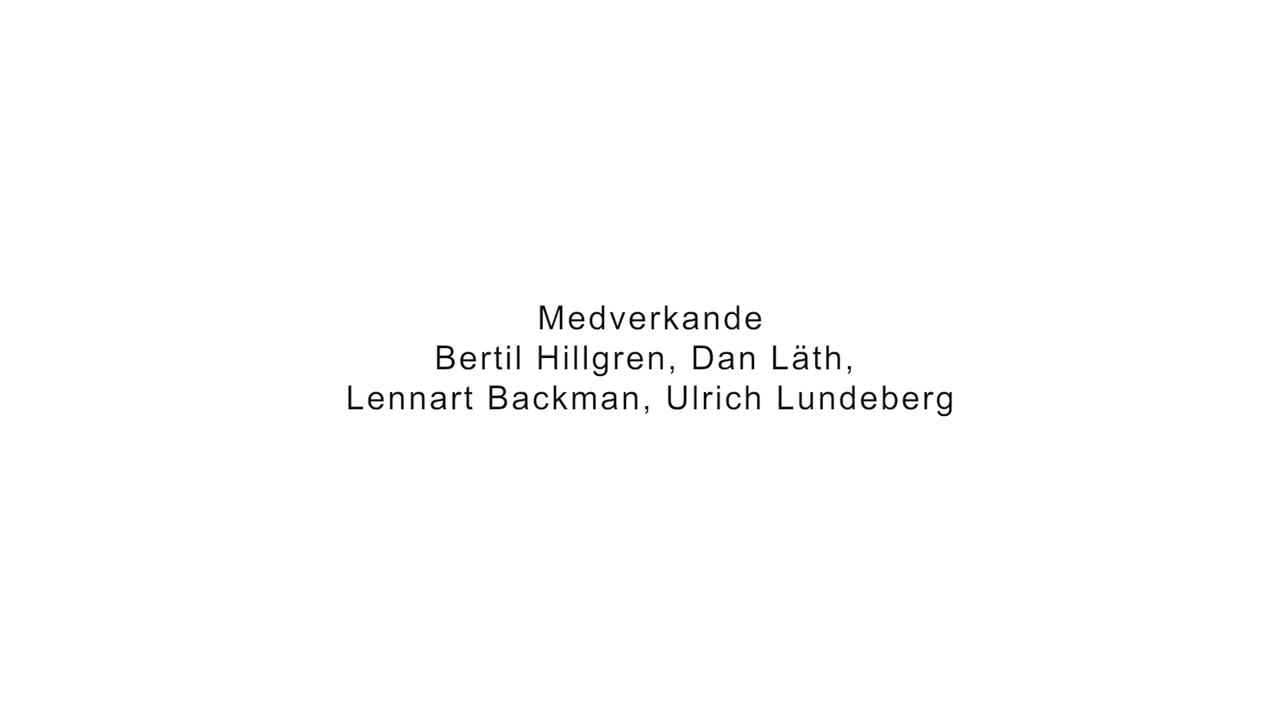 Medverkande
Bertil Hillgren, Dan Läth,
Lennart Backman, Ulrich Lundeberg